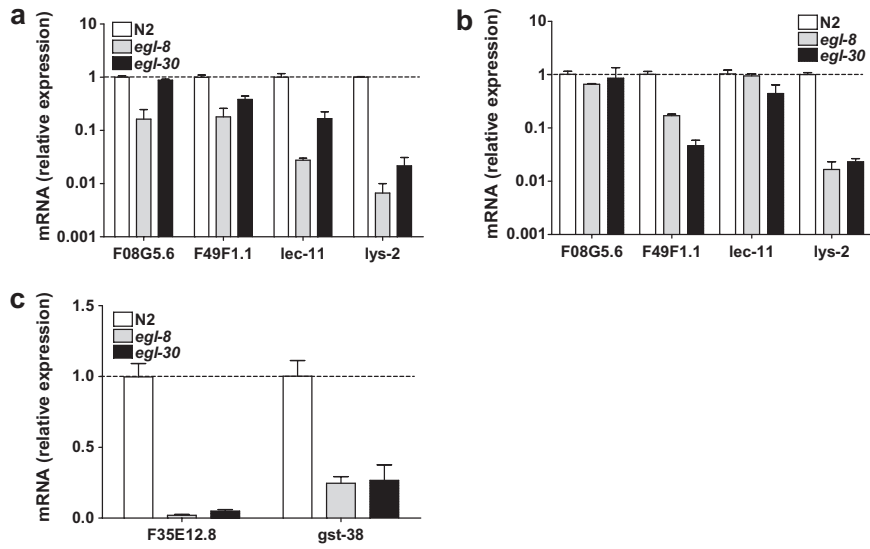 a
mRNA (relative expression)
10
1
0.1
0.01
0.001
N2
egl-8
egl-30
F08G5.6
F49F1.1
lec-11
lys-2
b
mRNA (relative expression)
10
1
0.1
0.01
0.001
N2
egl-8
egl-30
F08G5.6
F49F1.1
lec-11
lys-2
c
mRNA (relative expression)
1.5
1.0
0.5
0.0
N2
egl-8
egl-30
F35E12.8
gst-38